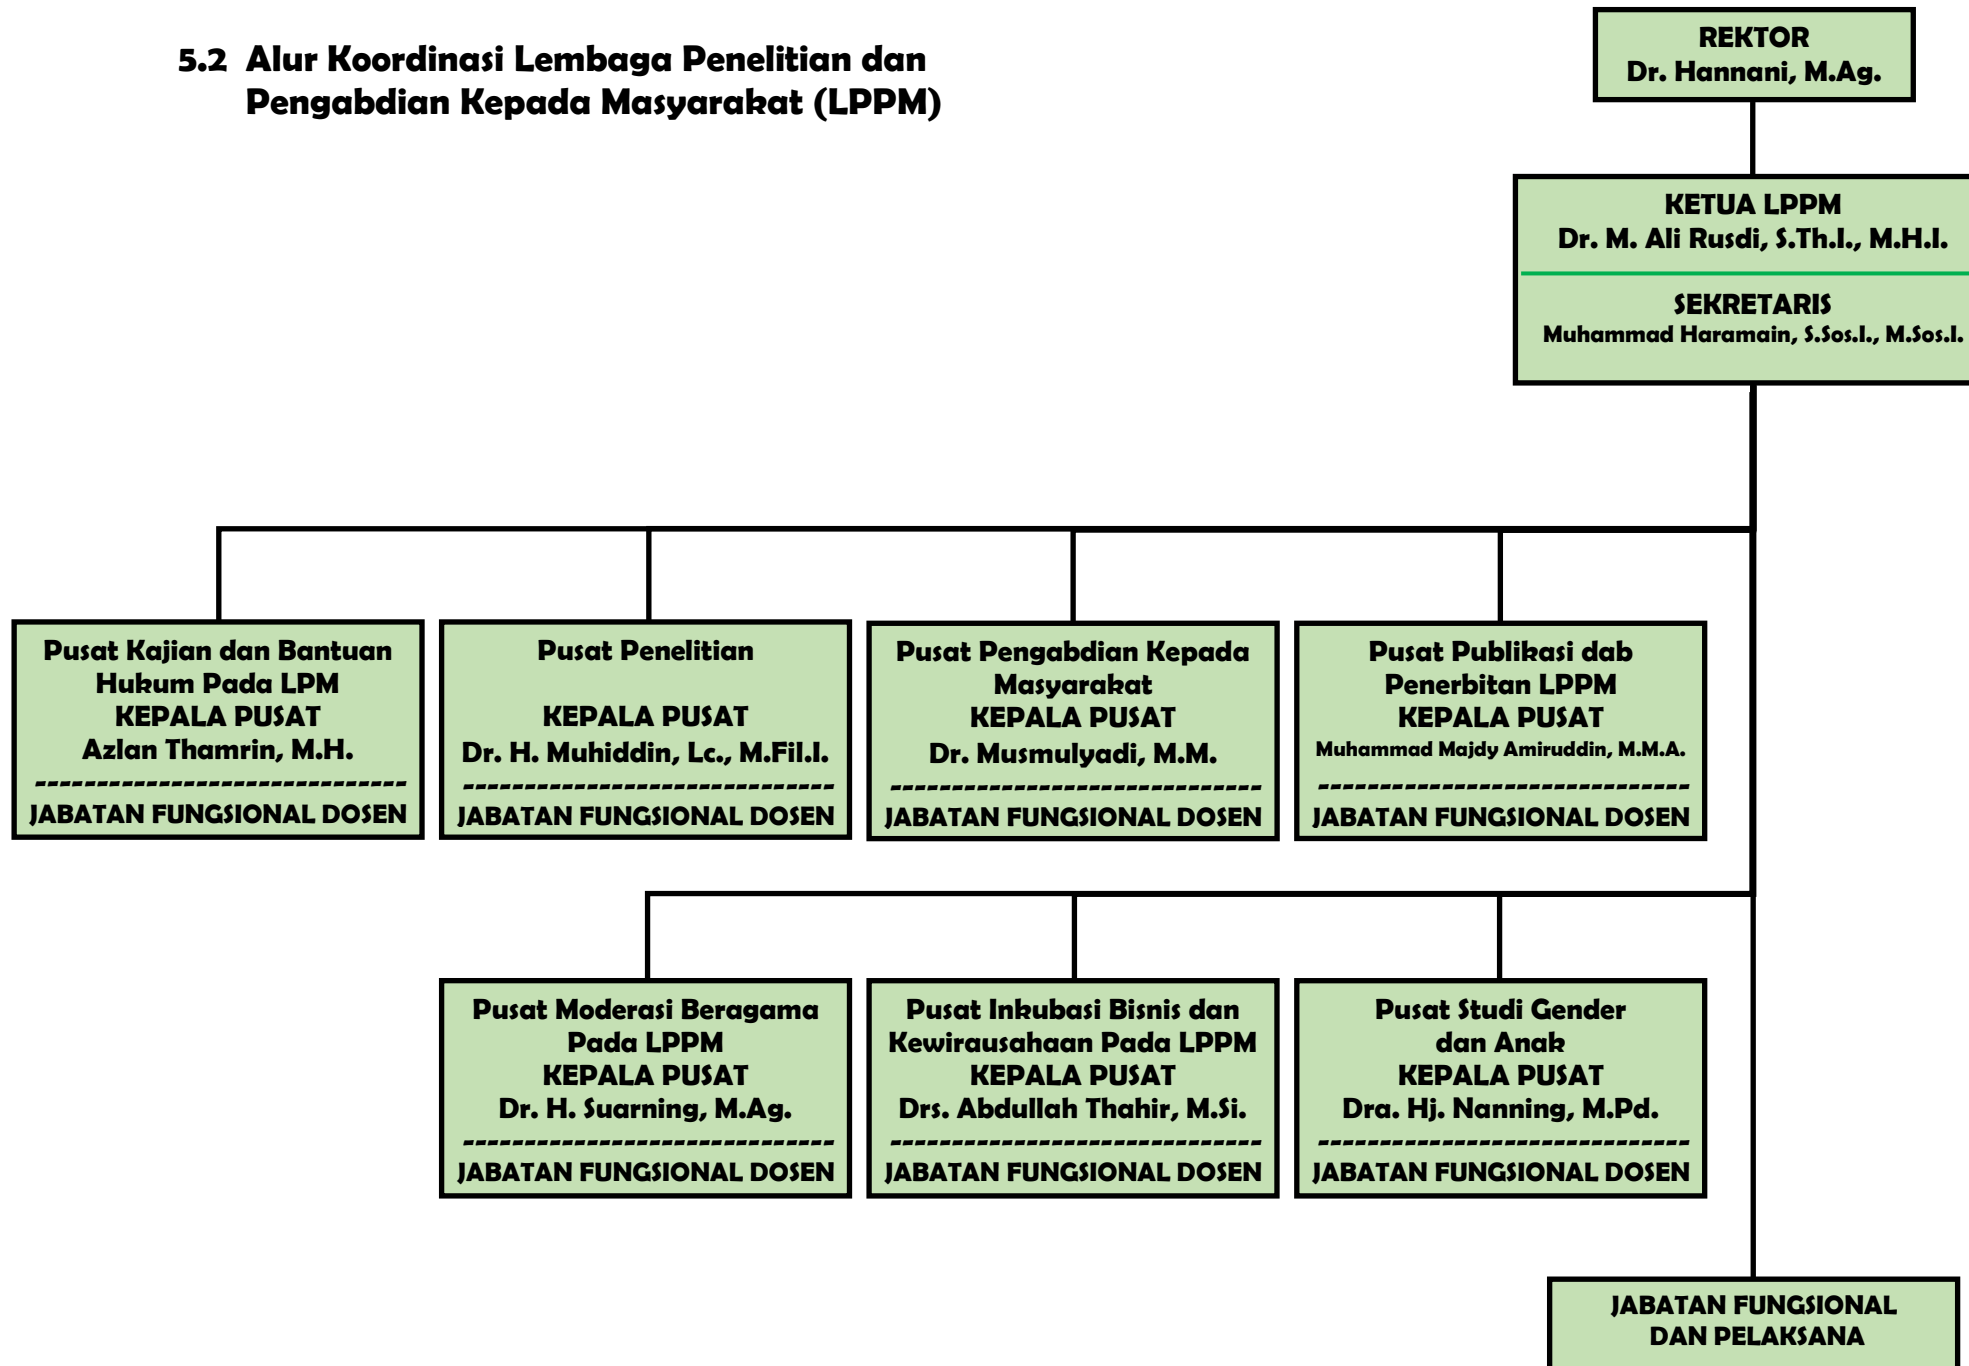 5.2 Alur Koordinasi Lembaga Penelitian dan
Pengabdian Kepada Masyarakat (LPPM)
REKTOR
Dr. Hannani, M.Ag.
KETUA LPPM
Dr. M. Ali Rusdi, S.Th.I., M.H.I.
SEKRETARIS
Muhammad Haramain, S.Sos.I., M.Sos.I.
Pusat Kajian dan Bantuan
Hukum Pada LPM
KEPALA PUSAT
Azlan Thamrin, M.H.
------------------------------
JABATAN FUNGSIONAL DOSEN
Pusat Penelitian
KEPALA PUSAT
Dr. H. Muhiddin, Lc., M.Fil.I.
------------------------------
JABATAN FUNGSIONAL DOSEN
Pusat Pengabdian Kepada
Masyarakat
KEPALA PUSAT
Dr. Musmulyadi, M.M.
------------------------------
JABATAN FUNGSIONAL DOSEN
Pusat Publikasi dab
Penerbitan LPPM
KEPALA PUSAT
Muhammad Majdy Amiruddin, M.M.A.
------------------------------
JABATAN FUNGSIONAL DOSEN
Pusat Moderasi Beragama
Pada LPPM
KEPALA PUSAT
Dr. H. Suarning, M.Ag.
------------------------------
JABATAN FUNGSIONAL DOSEN
Pusat Inkubasi Bisnis dan
Kewirausahaan Pada LPPM
KEPALA PUSAT
Drs. Abdullah Thahir, M.Si.
------------------------------
JABATAN FUNGSIONAL DOSEN
Pusat Studi Gender
dan Anak
KEPALA PUSAT
Dra. Hj. Nanning, M.Pd.
------------------------------
JABATAN FUNGSIONAL DOSEN
JABATAN FUNGSIONAL
DAN PELAKSANA